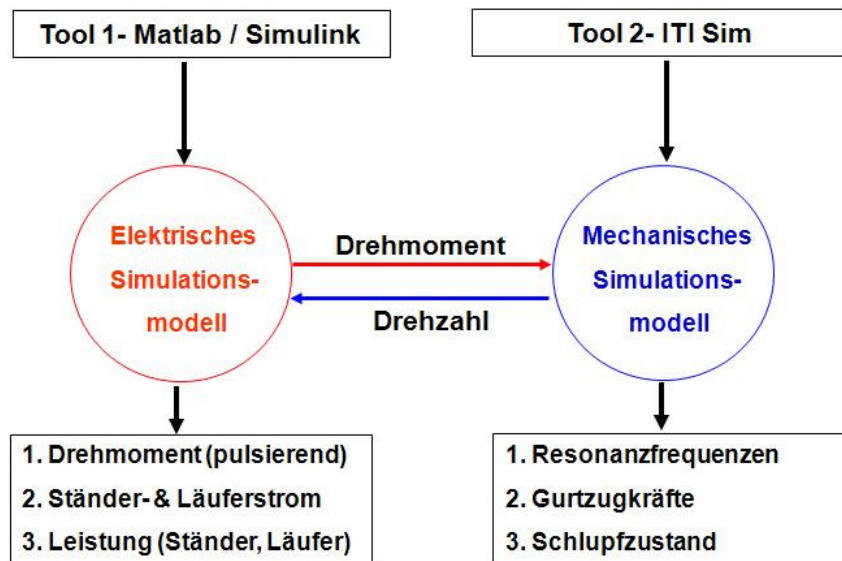 Tool 1- Matlab / Simulink
Tool 2- ITI Sim
Elektrisches
Simulations-
modell
Drehmoment
Drehzahl
Mechanisches
Simulations-
modell
1. Drehmoment (pulsierend)
2. Ständer- & Läuferstrom
3. Leistung (Ständer, Läufer)
1. Resonanzfrequenzen
2. Gurtzugkräfte
3. Schlupfzustand